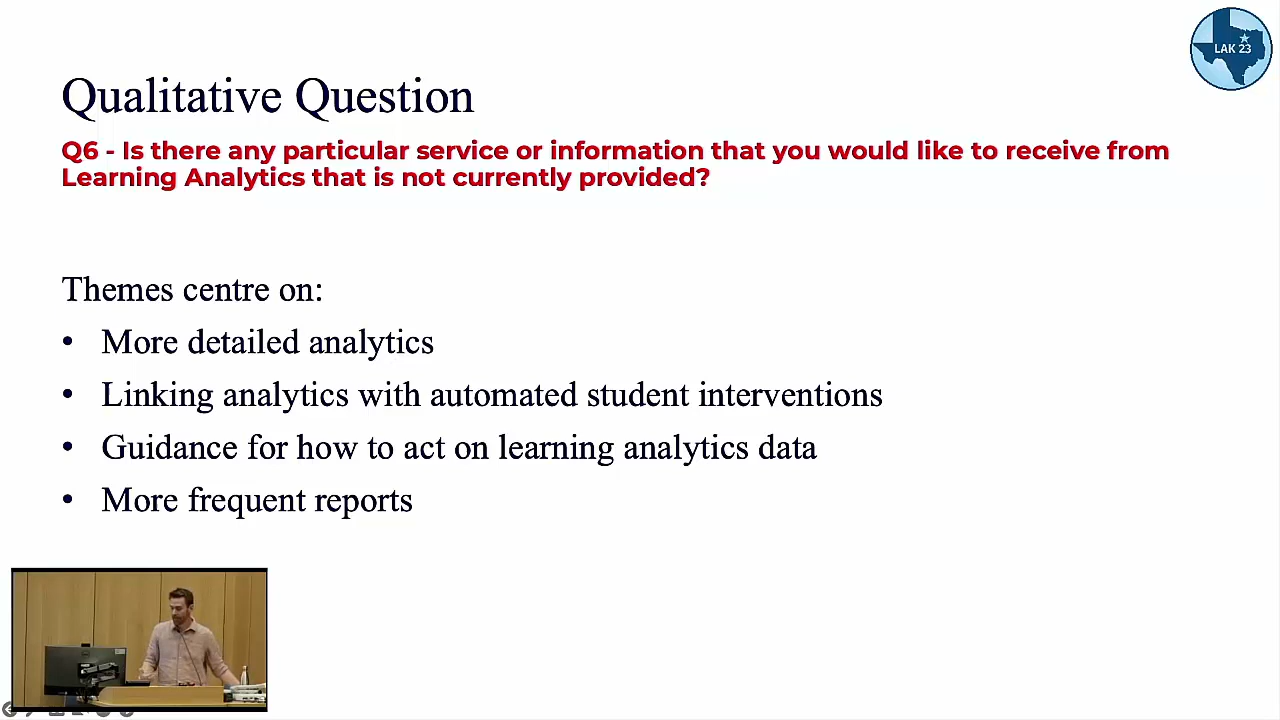 LAK 23
Qualitative Question
Q6 - Is there any particular service or information that you would like to receive from
Learning Analytics that is not currently provided?
Themes centre on:
• More detailed analytics
• Linking analytics with automated student interventions
• Guidance for how to act on learning analytics data
• More frequent reports